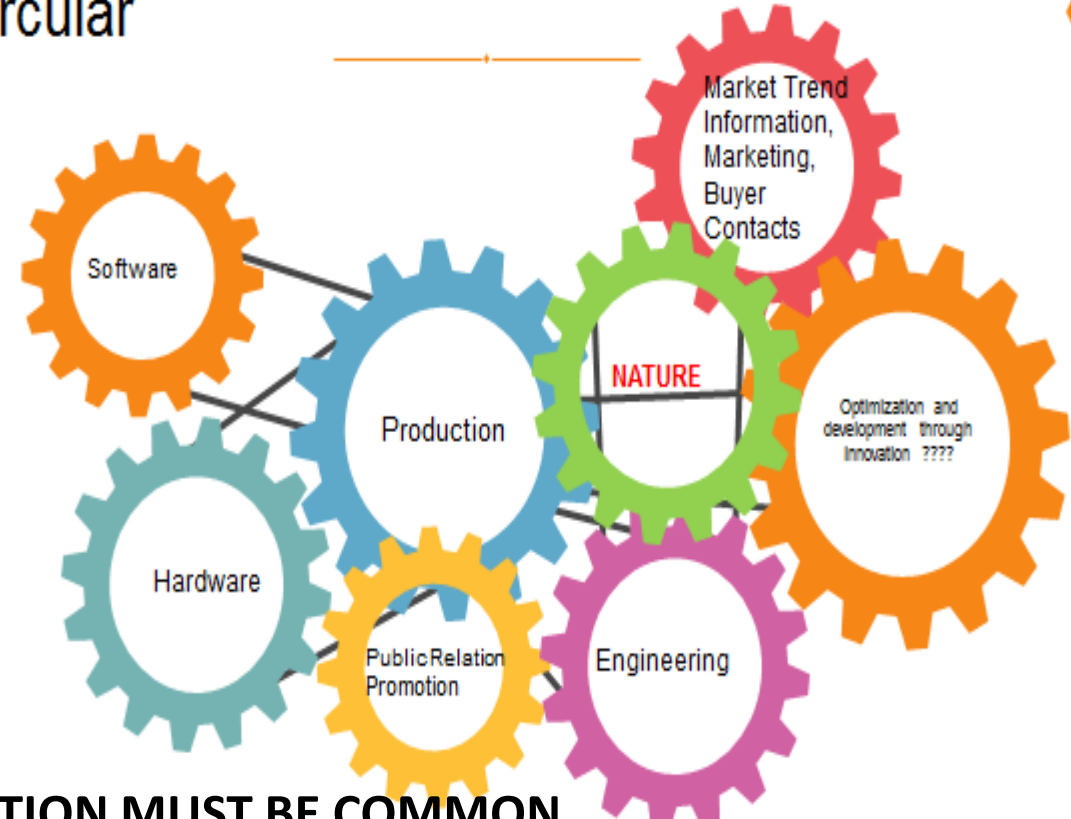 rcular
Market Trend
Information,
Marketing,
Buyer
Contacts
Software
NATURE
Production
Optimization and
development through
Innovation ????
Hardware
Public Relation
Promotion
Engineering
TION MUST BE COMMON